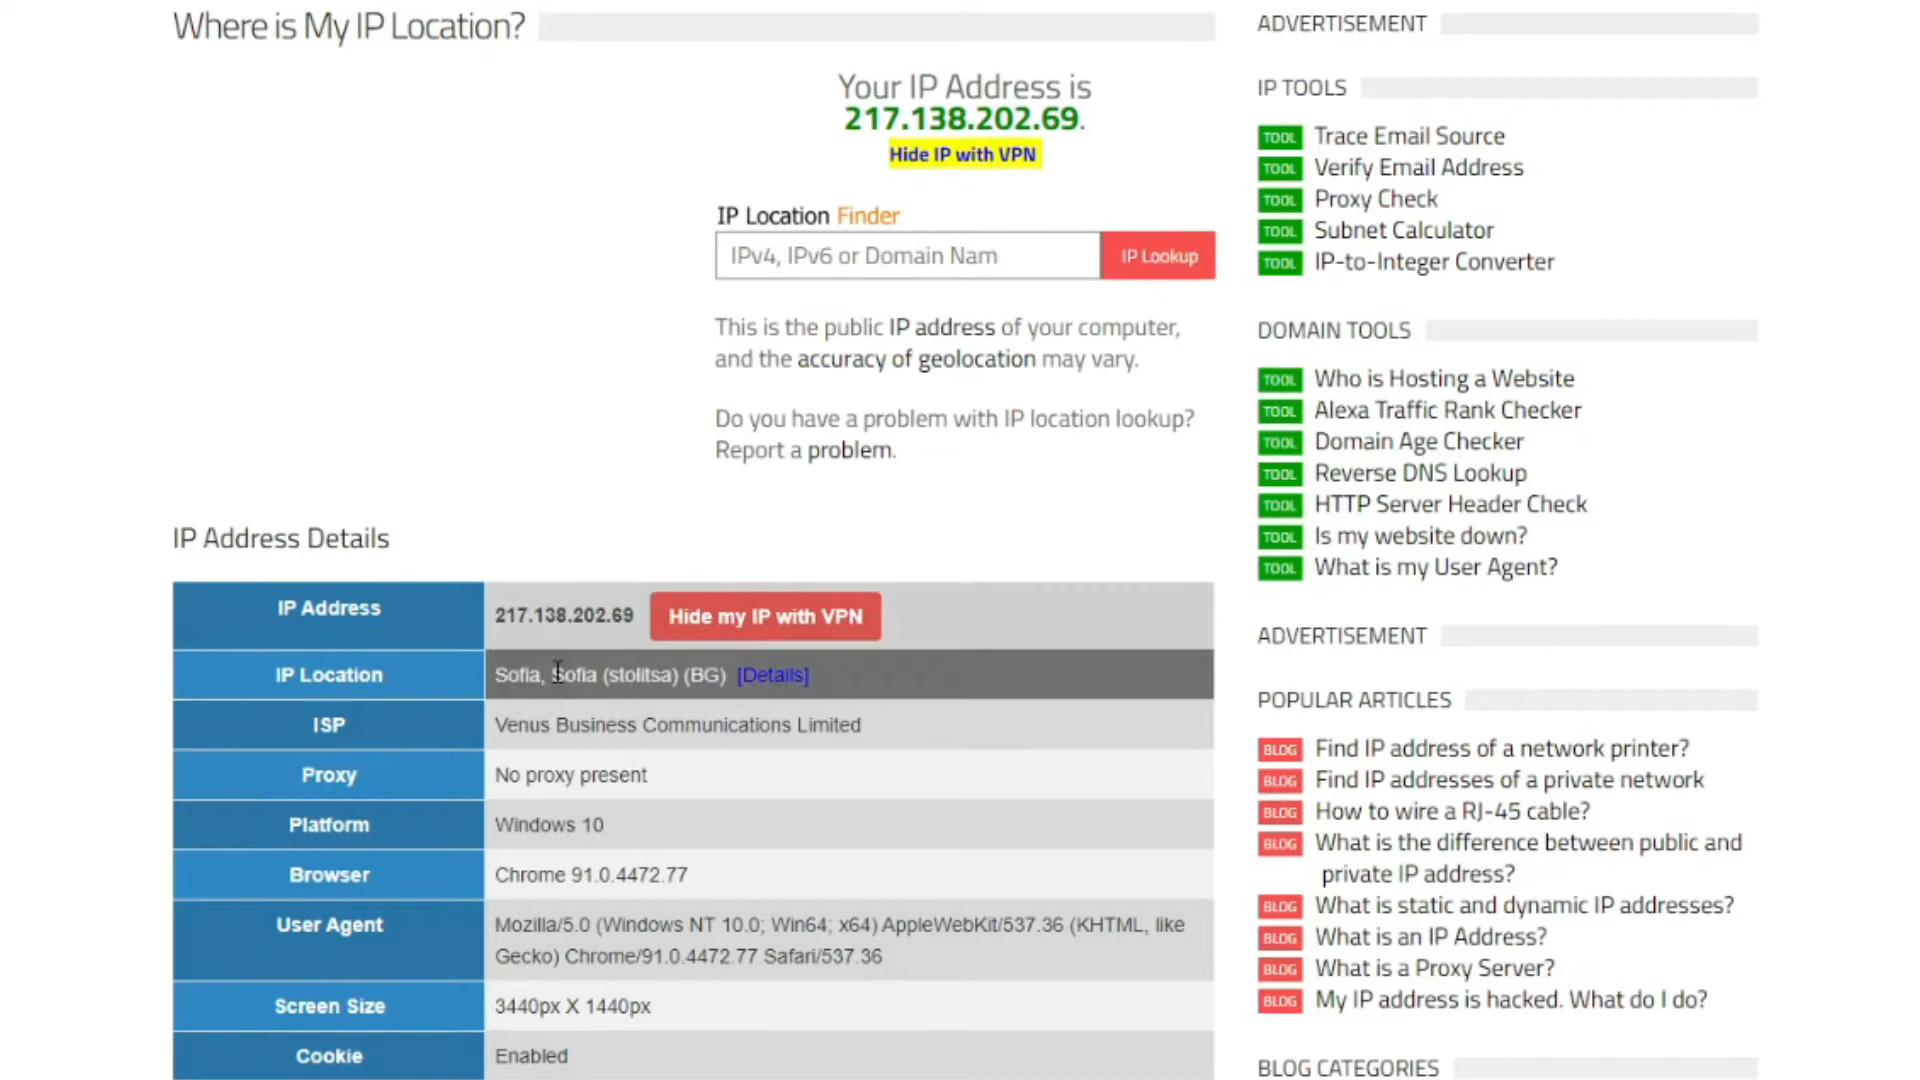 Where is My IP Location?
Your IP Address is
217.138.202.69.
Hide IP with VPN
IP Location Finder
IPv4, IPv6 or Domain Nam
IP Lookup
This is the public IP address of your computer,
and the accuracy of geolocation may vary.
Do you have a problem with IP location lookup?
Report a problem.
IP Address Details
IP Address 217.138.202.69 Hide my IP with VPN
IP Location Sofia, Sofia (stolitsa) (BG) [Details]
ISP Venus Business Communications Limited
Proxy No proxy present
Platform Windows 10
Browser Chrome 91.0.4472.77
User Agent Mozilla/5.0 (Windows NT 10.0; Win64; x64) AppleWebKit/537.36 (KHTML, like
Gecko) Chrome/91.0.4472.77 Safari/537.36
Screen Size 3440px X 1440px
Cookie Enabled
ADVERTISEMENT
IP TOOLS
TOOL Trace Email Source
TOOL Verify Email Address
TOOL Proxy Check
TOOL Subnet Calculator
TOOL IP-to-Integer Converter
DOMAIN TOOLS
TOOL Who is Hosting a Website
TOOL Alexa Traffic Rank Checker
TOOL Domain Age Checker
TOOL Reverse DNS Lookup
TOOL HTTP Server Header Check
TOOL Is my website down?
TOOL What is my User Agent?
ADVERTISEMENT
POPULAR ARTICLES
BLOG Find IP address of a network printer?
BLOG Find IP addresses of a private network
BLOG How to wire a RJ-45 cable?
BLOG What is the difference between public and
private IP address?
BLOG What is static and dynamic IP addresses?
BLOG What is an IP Address?
BLOG What is a Proxy Server?
BLOG My IP address is hacked. What do I do?
BLOG CATEGORIES